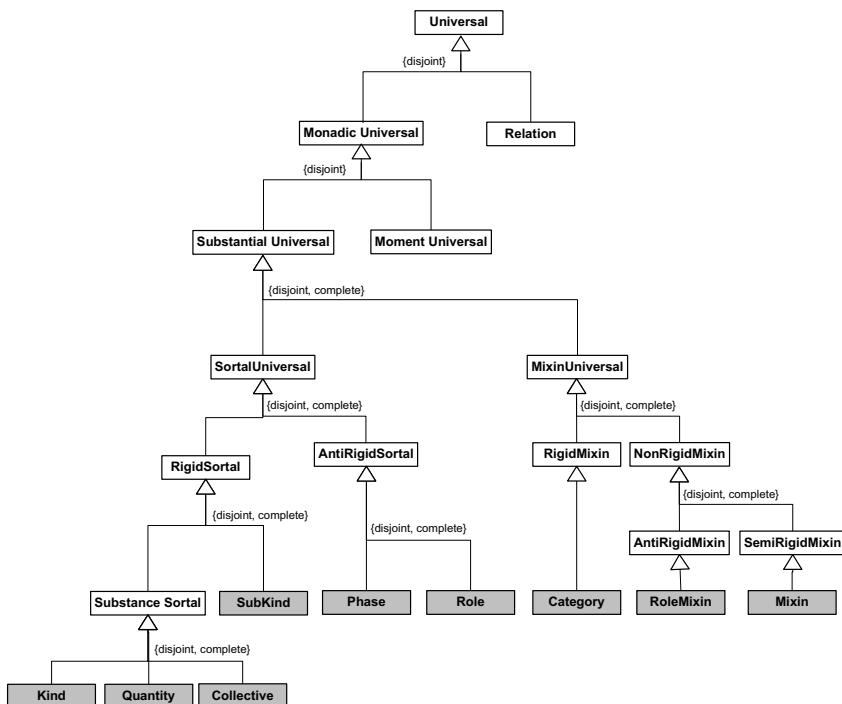 Universal
{disjoint}
Monadic Universal
Relation
{disjoint}
Substantial Universal
Moment Universal
{disjoint, complete}
SortalUniversal
MixinUniversal
{disjoint, complete}
{disjoint, complete}
RigidSortal
AntiRigidSortal
RigidMixin
NonRigidMixin
{disjoint, complete}
{disjoint, complete}
{disjoint, complete}
AntiRigidMixin
SemiRigidMixin
Substance Sortal
SubKind
Phase
Role
Category
RoleMixin
Mixin
{disjoint, complete}
Kind
Quantity
Collective